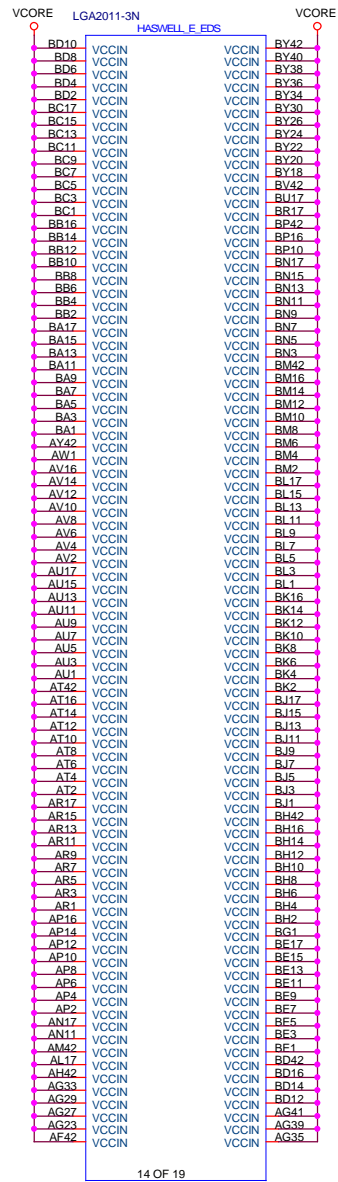 VCORE LGA2011-3N VCORE
HASWELL_E_EDS
BD10 VCCIN VCCIN BY42
BD8 VCCIN VCCIN BY40
BD6 VCCIN VCCIN BY38
BD4 VCCIN VCCIN BY36
BD2 VCCIN VCCIN BY34
BC17 VCCIN VCCIN BY30
BC15 VCCIN VCCIN BY26
BC13 VCCIN VCCIN BY24
BC11 VCCIN VCCIN BY22
BC9 VCCIN VCCIN BY20
BC7 VCCIN VCCIN BY18
BC5 VCCIN VCCIN BV42
BC3 VCCIN VCCIN BU17
BC1 VCCIN VCCIN BR17
BB16 VCCIN VCCIN BP42
BB14 VCCIN VCCIN BP16
BB12 VCCIN VCCIN BP10
BB10 VCCIN VCCIN BN17
BB8 VCCIN VCCIN BN15
BB6 VCCIN VCCIN BN13
BB4 VCCIN VCCIN BN11
BB2 VCCIN VCCIN BN9
BA17 VCCIN VCCIN BN7
BA15 VCCIN VCCIN BN5
BA13 VCCIN VCCIN BN3
BA11 VCCIN VCCIN BM42
BA9 VCCIN VCCIN BM16
BA7 VCCIN VCCIN BM14
BA5 VCCIN VCCIN BM12
BA3 VCCIN VCCIN BM10
BA1 VCCIN VCCIN BM8
AY42 VCCIN VCCIN BM6
AW1 VCCIN VCCIN BM4
AV16 VCCIN VCCIN BM2
AV14 VCCIN VCCIN BL17
AV12 VCCIN VCCIN BL15
AV10 VCCIN VCCIN BL13
AV8 VCCIN VCCIN BL11
AV6 VCCIN VCCIN BL9
AV4 VCCIN VCCIN BL7
AV2 VCCIN VCCIN BL5
AU17 VCCIN VCCIN BL3
AU15 VCCIN VCCIN BL1
AU13 VCCIN VCCIN BK16
AU11 VCCIN VCCIN BK14
AU9 VCCIN VCCIN BK12
AU7 VCCIN VCCIN BK10
AU5 VCCIN VCCIN BK8
AU3 VCCIN VCCIN BK6
AU1 VCCIN VCCIN BK4
AT42 VCCIN VCCIN BK2
AT16 VCCIN VCCIN BJ17
AT14 VCCIN VCCIN BJ15
AT12 VCCIN VCCIN BJ13
AT10 VCCIN VCCIN BJ11
AT8 VCCIN VCCIN BJ9
AT6 VCCIN VCCIN BJ7
AT4 VCCIN VCCIN BJ5
AT2 VCCIN VCCIN BJ3
AR17 VCCIN VCCIN BJ1
AR15 VCCIN VCCIN BH42
AR13 VCCIN VCCIN BH16
AR11 VCCIN VCCIN BH14
AR9 VCCIN VCCIN BH12
AR7 VCCIN VCCIN BH10
AR5 VCCIN VCCIN BH8
AR3 VCCIN VCCIN BH6
AR1 VCCIN VCCIN BH4
AP16 VCCIN VCCIN BH2
AP14 VCCIN VCCIN BG1
AP12 VCCIN VCCIN BE17
AP10 VCCIN VCCIN BE15
AP8 VCCIN VCCIN BE13
AP6 VCCIN VCCIN BE11
AP4 VCCIN VCCIN BE9
AP2 VCCIN VCCIN BE7
AN17 VCCIN VCCIN BE5
AN11 VCCIN VCCIN BE3
AM42 VCCIN VCCIN BE1
AL17 VCCIN VCCIN BD42
AH42 VCCIN VCCIN BD16
AG33 VCCIN VCCIN BD14
AG29 VCCIN VCCIN BD12
AG27 VCCIN VCCIN AG41
AG23 VCCIN VCCIN AG39
AF42 VCCIN VCCIN AG35
14 OF 19